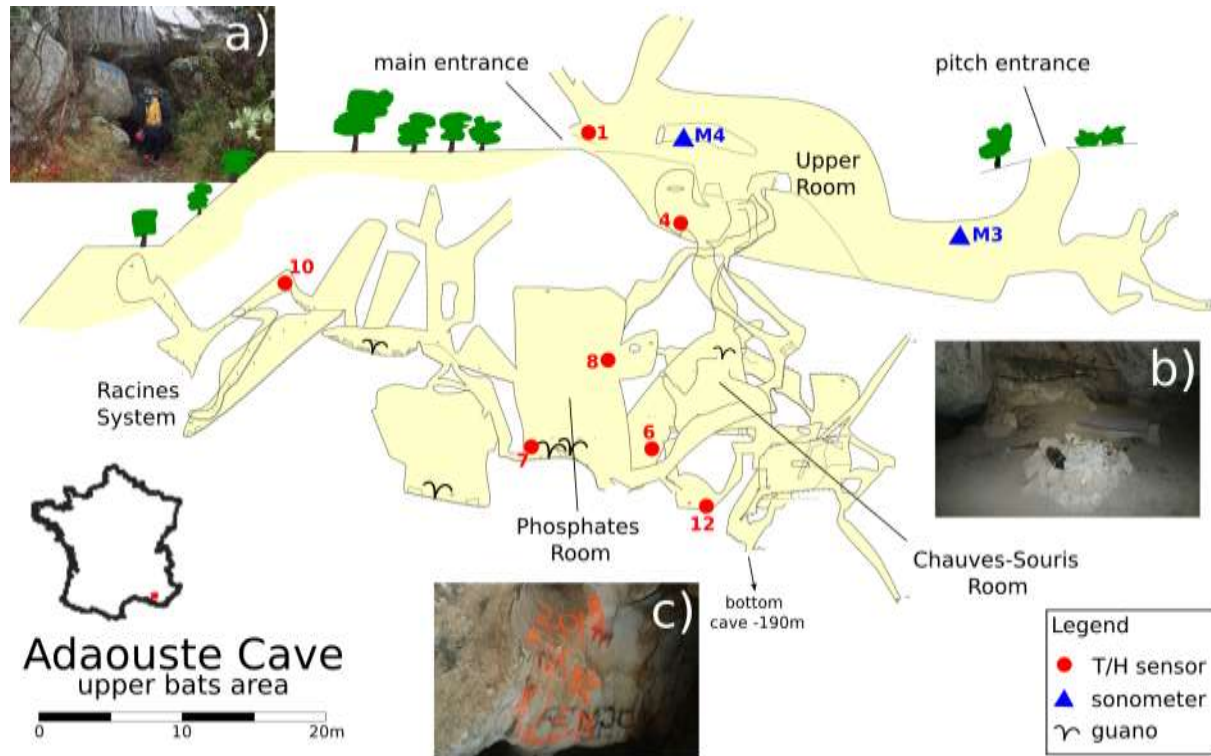 a)
main entrance
pitch entrance
1
M4
Upper
Room
4
M3
10
8
b)
Racines
System
6
7
12
Phosphates
Room
Chauves-Souris
Room
bottom
cave -190m
c)
Adaouste Cave
upper bats area
0 10 20m
Legend
T/H sensor
sonometer
guano